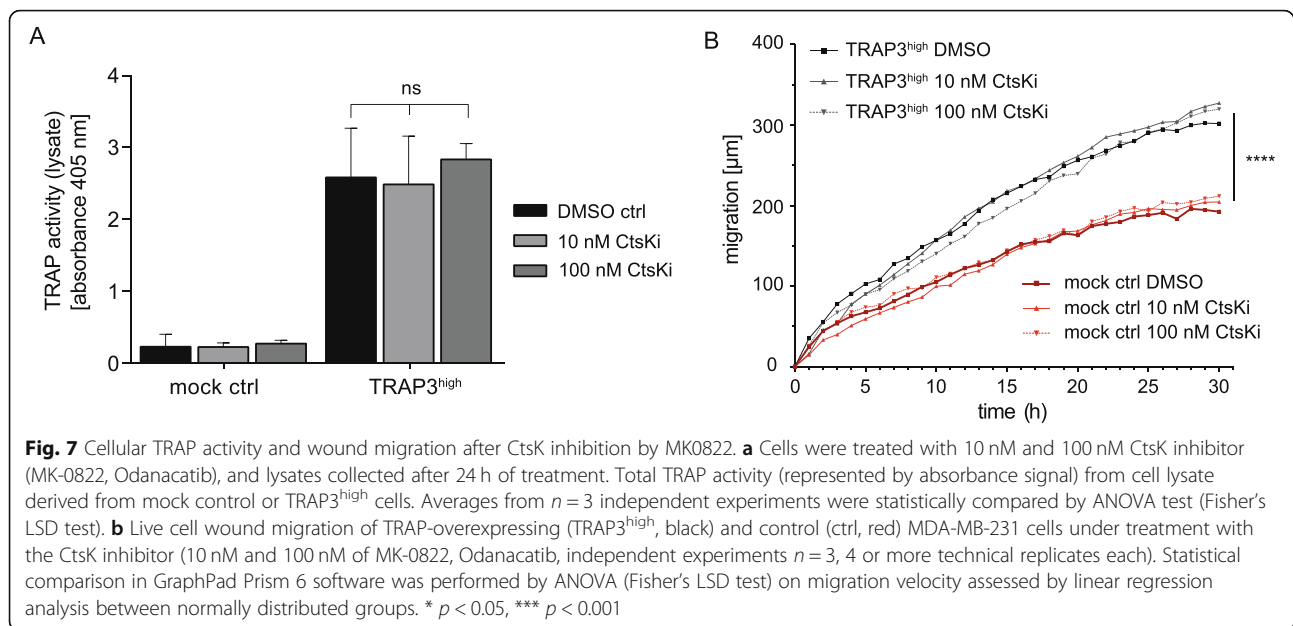 A
TRAP activity (lysate)
[absorbance 405 nm]
4
3
2
1
0
ns
mock ctrl
TRAP3high
DMSO ctrl
10 nM CtsKi
100 nM CtsKi
B
migration [µm]
400
300
200
100
0
TRAP3high DMSO
TRAP3high 10 nM CtsKi
TRAP3high 100 nM CtsKi
****
mock ctrl DMSO
mock ctrl 10 nM CtsKi
mock ctrl 100 nM CtsKi
0 5 10 15 20 25 30
time (h)
Fig. 7 Cellular TRAP activity and wound migration after CtsK inhibition by MK0822. a Cells were treated with 10 nM and 100 nM CtsK inhibitor
(MK-0822, Odanacatib), and lysates collected after 24 h of treatment. Total TRAP activity (represented by absorbance signal) from cell lysate
derived from mock control or TRAP3high cells. Averages from n = 3 independent experiments were statistically compared by ANOVA test (Fisher's
LSD test). b Live cell wound migration of TRAP-overexpressing (TRAP3high, black) and control (ctrl, red) MDA-MB-231 cells under treatment with
the CtsK inhibitor (10 nM and 100 nM of MK-0822, Odanacatib, independent experiments n = 3, 4 or more technical replicates each). Statistical
comparison in GraphPad Prism 6 software was performed by ANOVA (Fisher's LSD test) on migration velocity assessed by linear regression
analysis between normally distributed groups. * p < 0.05, *** p < 0.001